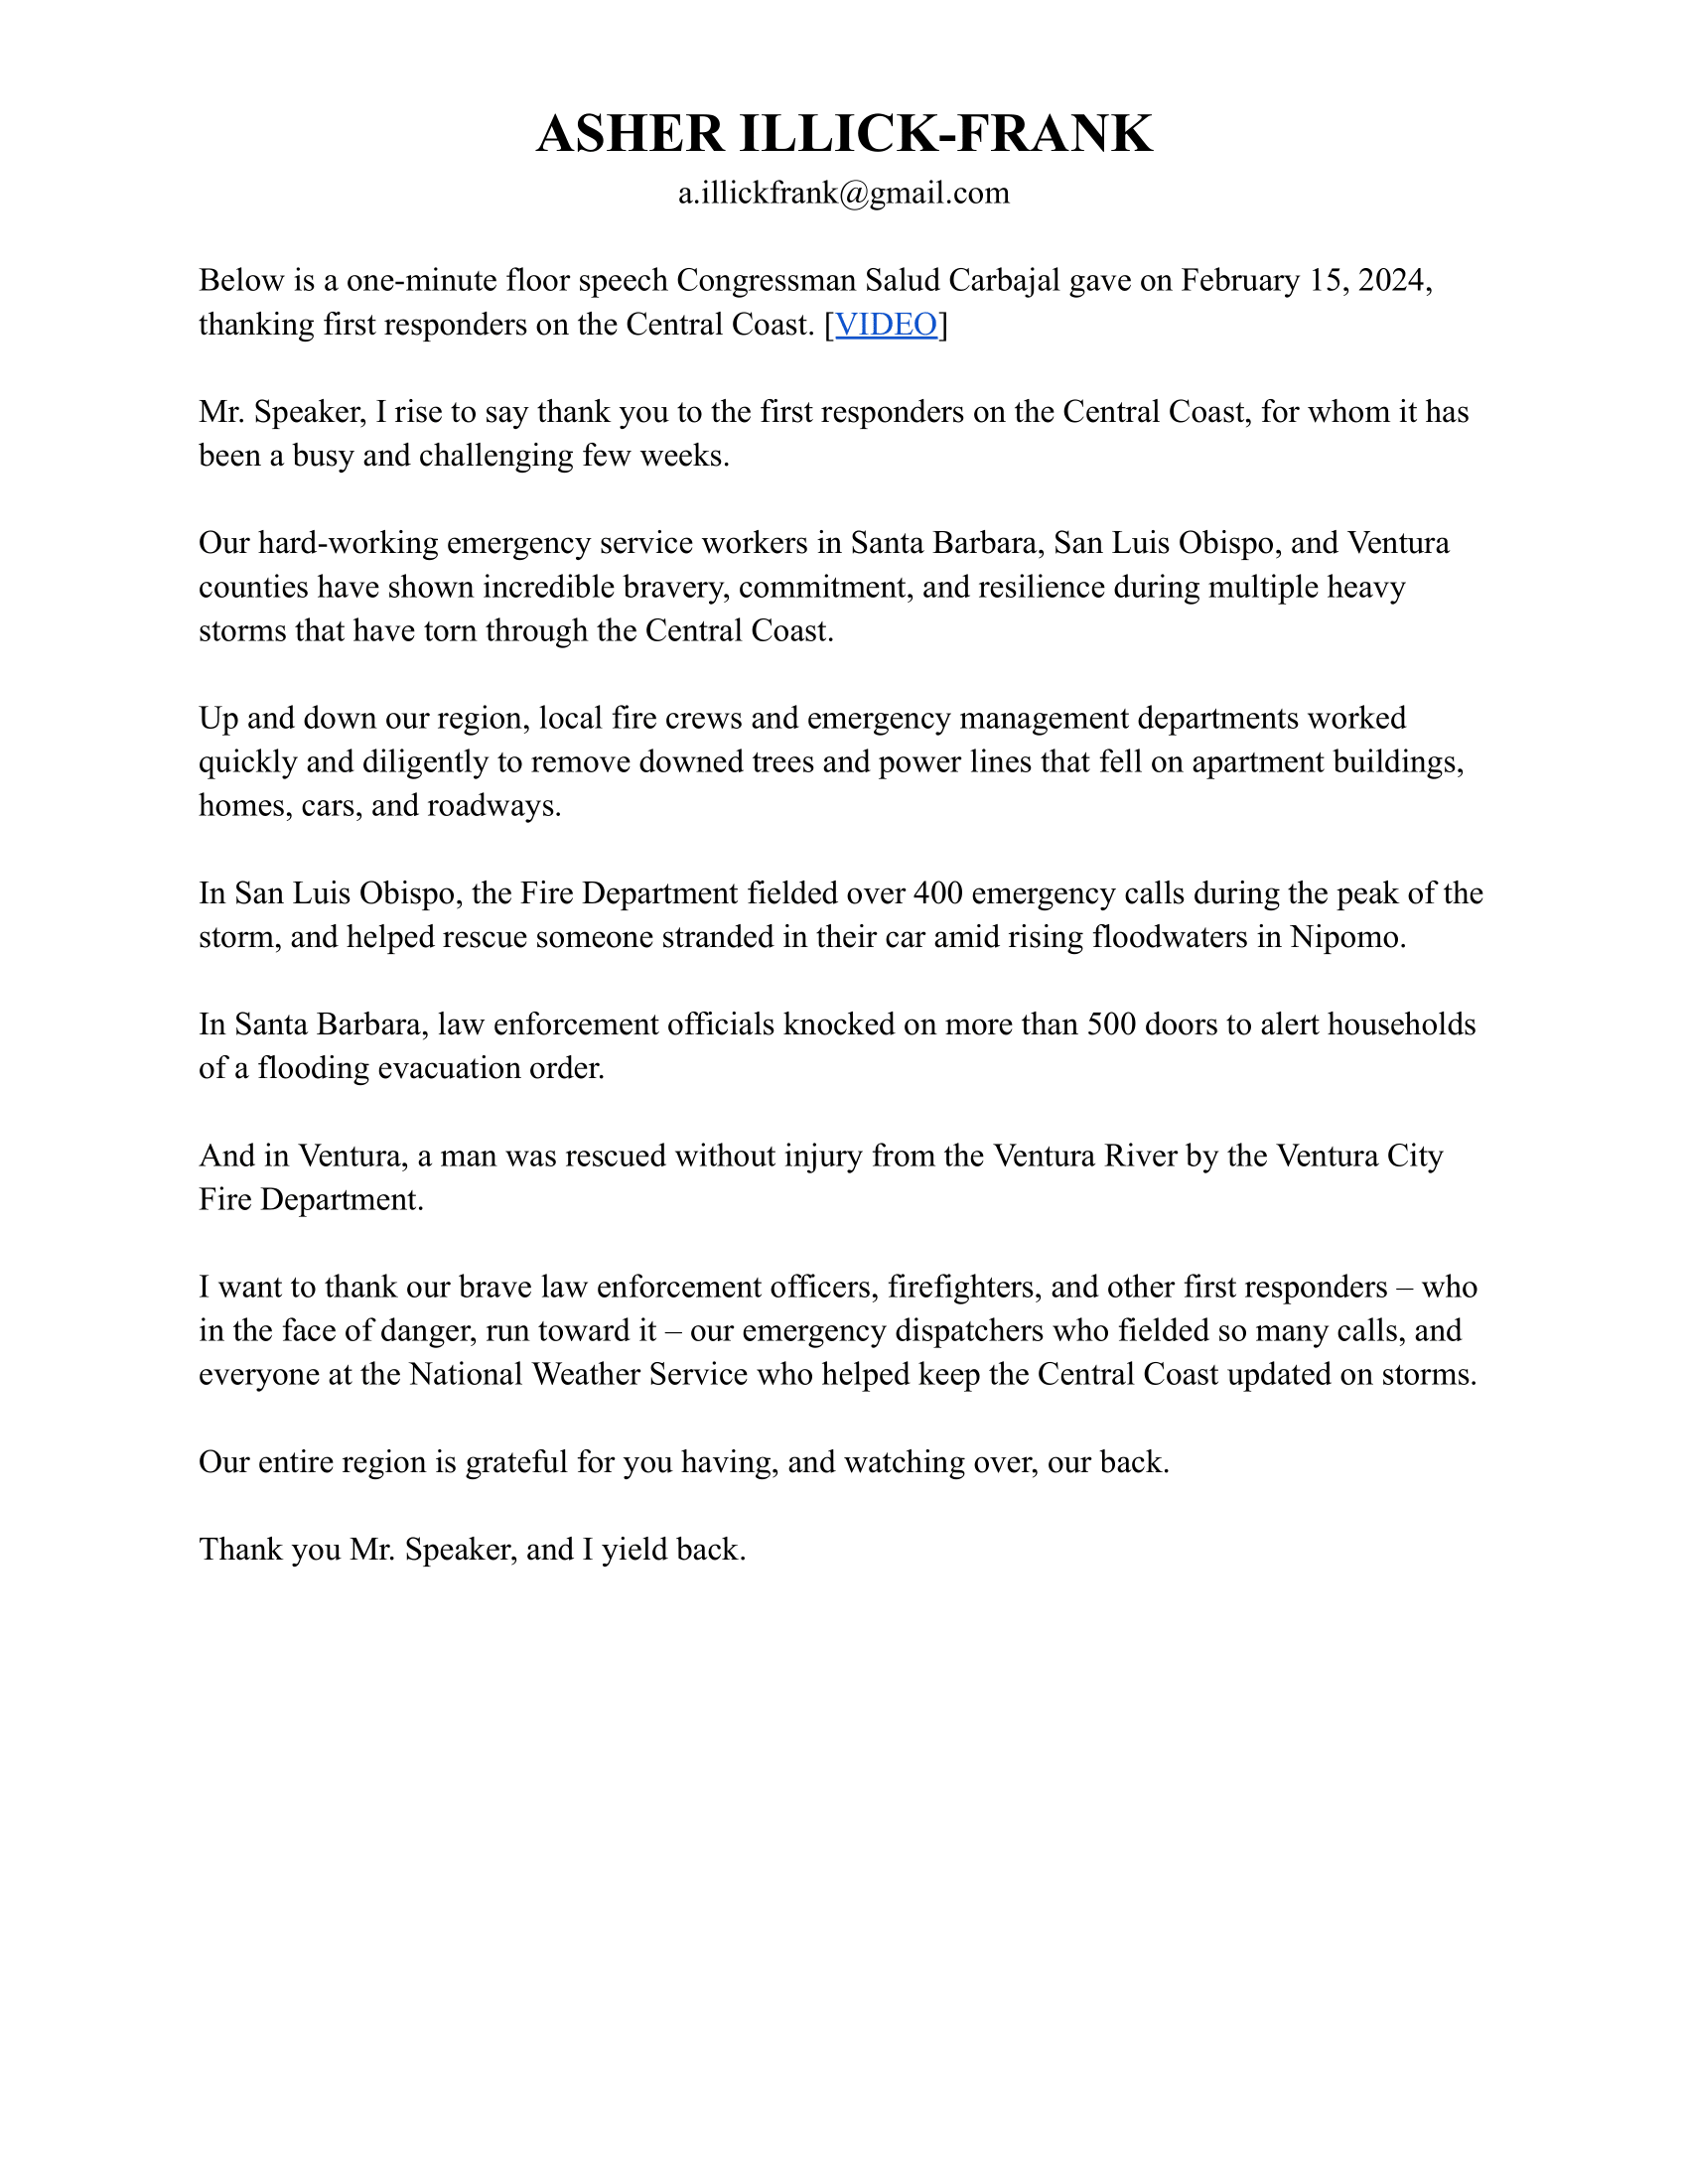 ASHER ILLICK-FRANK
a.illickfrank@gmail.com
Below is a one-minute floor speech Congressman Salud Carbajal gave on February 15, 2024,
thanking first responders on the Central Coast. [VIDEO]
Mr. Speaker, I rise to say thank you to the first responders on the Central Coast, for whom it has
been a busy and challenging few weeks.
Our hard-working emergency service workers in Santa Barbara, San Luis Obispo, and Ventura
counties have shown incredible bravery, commitment, and resilience during multiple heavy
storms that have torn through the Central Coast.
Up and down our region, local fire crews and emergency management departments worked
quickly and diligently to remove downed trees and power lines that fell on apartment buildings,
homes, cars, and roadways.
In San Luis Obispo, the Fire Department fielded over 400 emergency calls during the peak of the
storm, and helped rescue someone stranded in their car amid rising floodwaters in Nipomo.
In Santa Barbara, law enforcement officials knocked on more than 500 doors to alert households
of a flooding evacuation order.
And in Ventura, a man was rescued without injury from the Ventura River by the Ventura City
Fire Department.
I want to thank our brave law enforcement officers, firefighters, and other first responders – who
in the face of danger, run toward it – our emergency dispatchers who fielded so many calls, and
everyone at the National Weather Service who helped keep the Central Coast updated on storms.
Our entire region is grateful for you having, and watching over, our back.
Thank you Mr. Speaker, and I yield back.